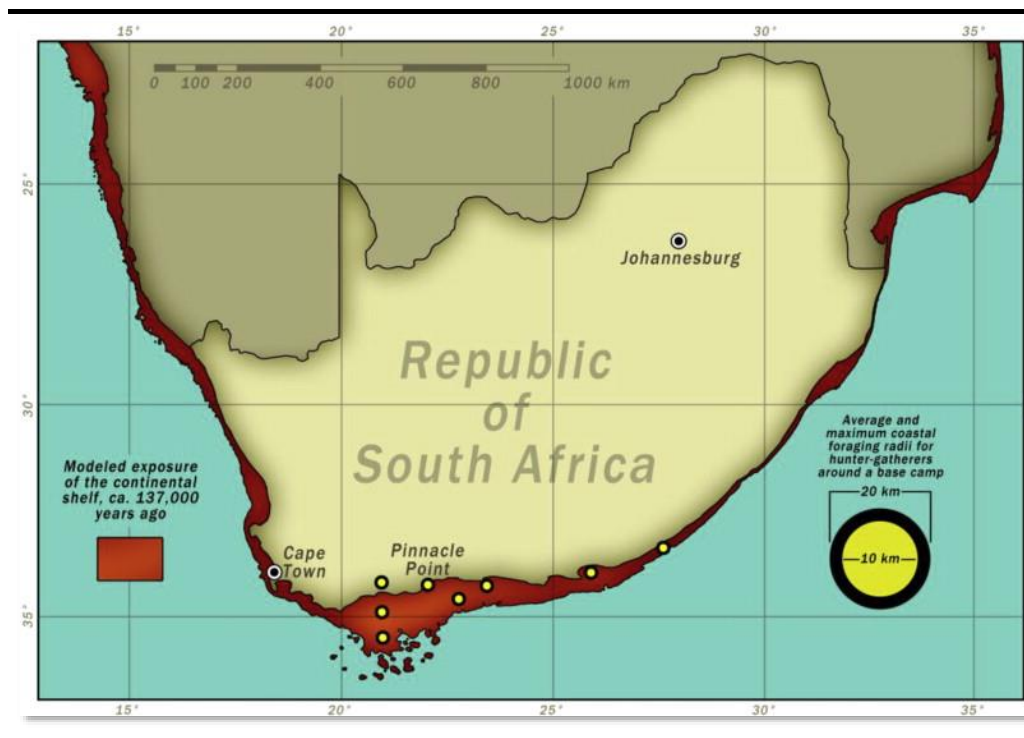 15°
20°
25°
30°
35°
0 100 200 400 600 800 1000 km
25°
Johannesburg
Republic
of
South Africa
30°
Average and
maximum coastal
foraging radii for
hunter-gatherers
around a base camp
20 km
10 km
Modeled exposure
of the continental
shelf, ca. 137,000
years ago
Cape
Town
Pinnacle
Point
35°
15°
20°
25°
30°
35°